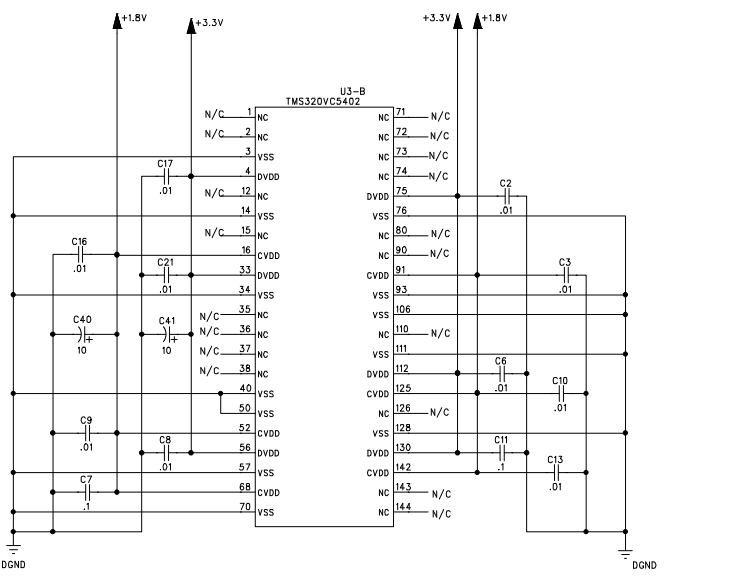 +1.8V
+3.3V
+3.3V
+1.8V
U3-B
TMS320VC5402
N/C 1 NC
NC 71 N/C
N/C 2 NC
NC 72 N/C
3 VSS
NC 73 N/C
C17
.01
4 DVDD
NC 74 N/C
N/C 12 NC
DVDD 75
C2
.01
14 VSS
VSS 76
N/C 15 NC
NC 80 N/C
C16
.01
16 CVDD
NC 90 N/C
C21
.01
33 DVDD
CVDD 91
C3
.01
34 VSS
VSS 93
N/C 35 NC
VSS 106
C40
10
C41
10
N/C 36 NC
NC 110 N/C
N/C 37 NC
VSS 111
N/C 38 NC
DVDD 112
C6
.01
40 VSS
CVDD 125
C10
.01
50 VSS
NC 126 N/C
C9
.01
52 CVDD
VSS 128
C8
.01
56 DVDD
DVDD 130
C11
.1
57 VSS
CVDD 142
C13
.01
C7
.1
68 CVDD
NC 143 N/C
70 VSS
NC 144 N/C
DGND
DGND